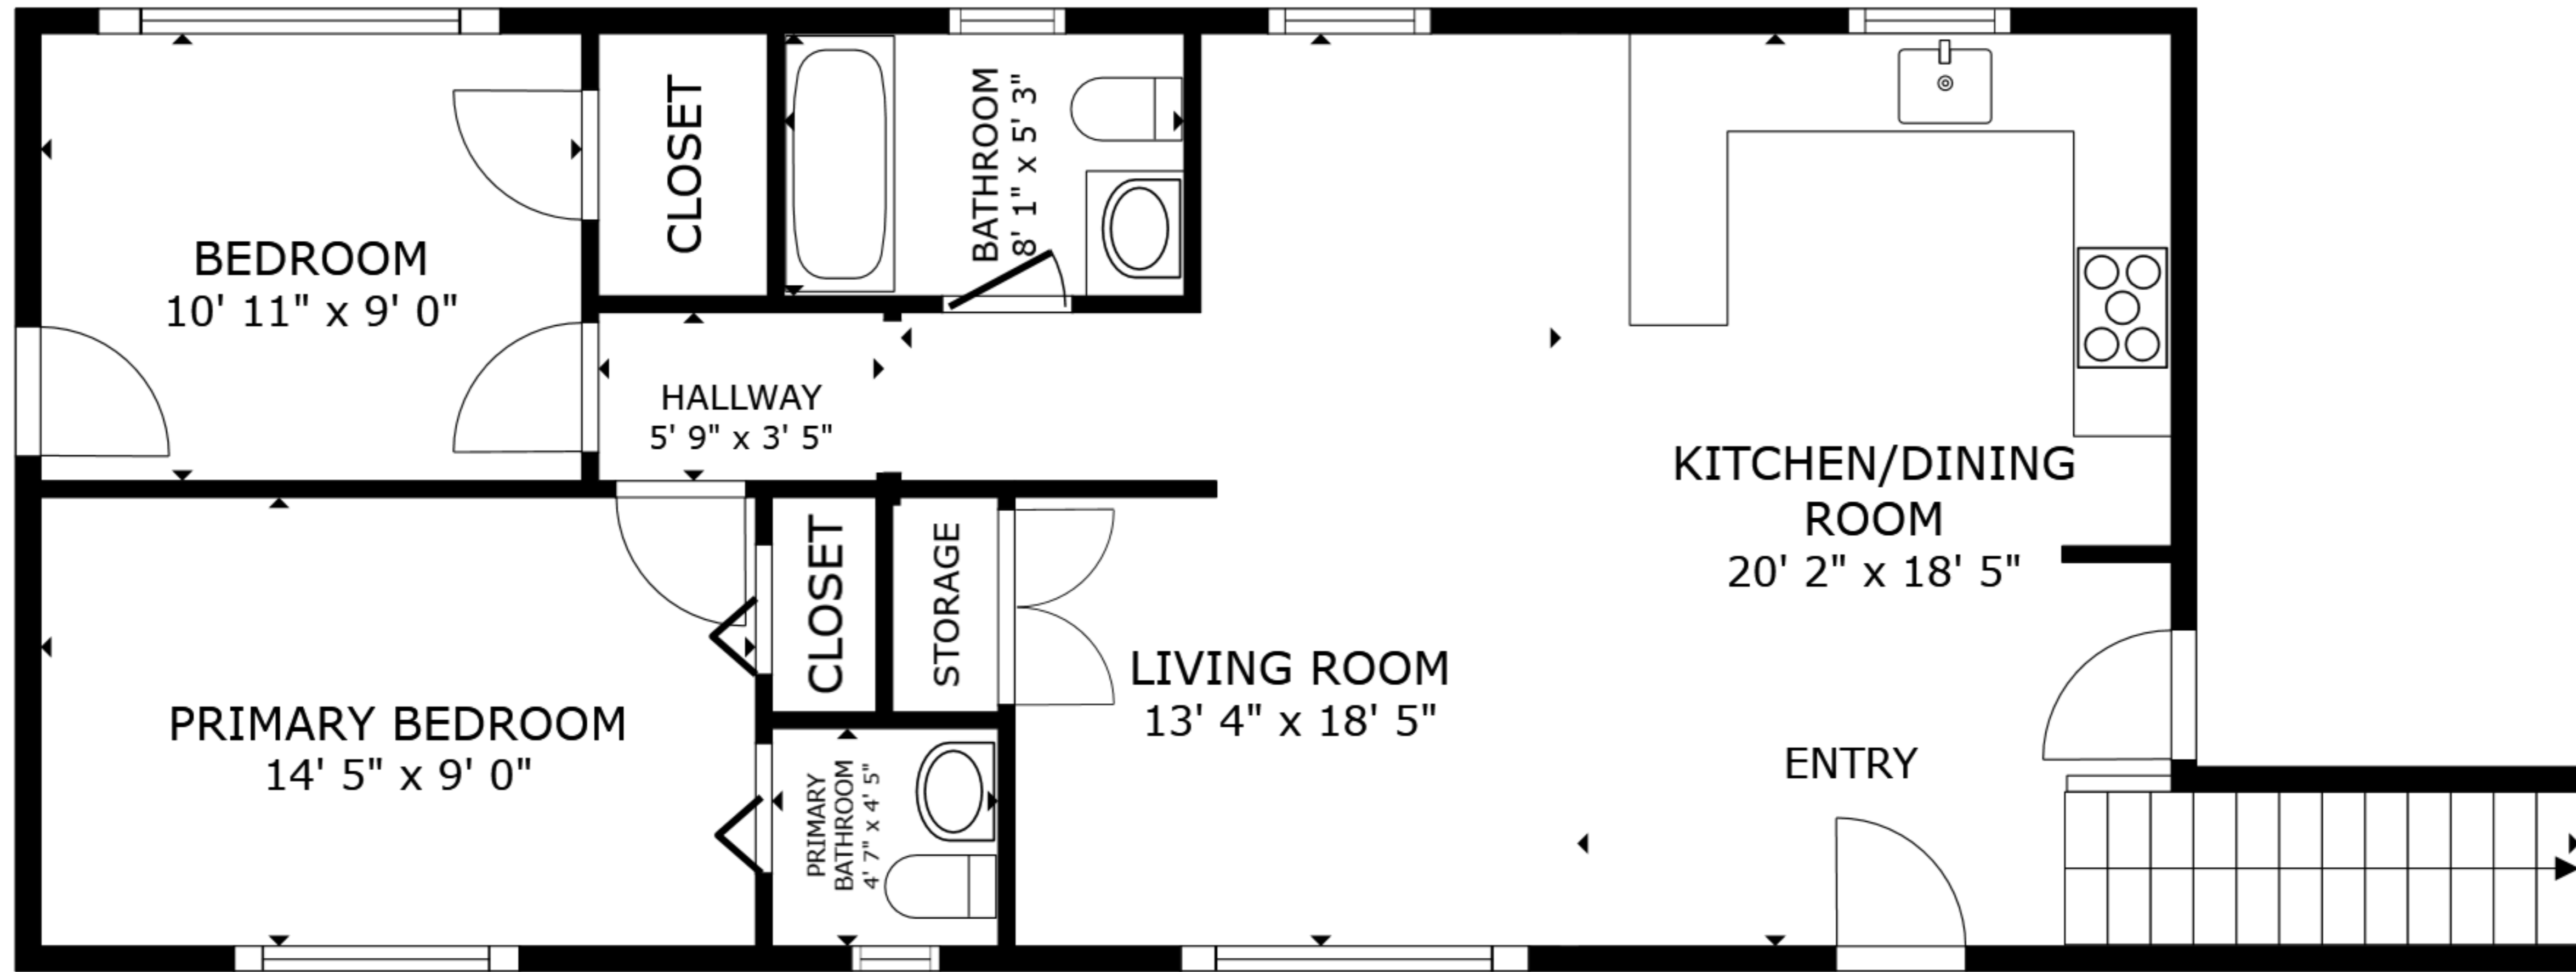 BEDROOM
10' 11" x 9' 0"
CLOSET
BATHROOM
8' 1" x 5' 3"
HALLWAY
5' 9" x 3' 5"
KITCHEN/DINING
ROOM
20' 2" x 18' 5"
PRIMARY BEDROOM
14' 5" x 9' 0"
CLOSET
STORAGE
PRIMARY
BATHROOM
4' 7" x 4' 5"
LIVING ROOM
13' 4" x 18' 5"
ENTRY